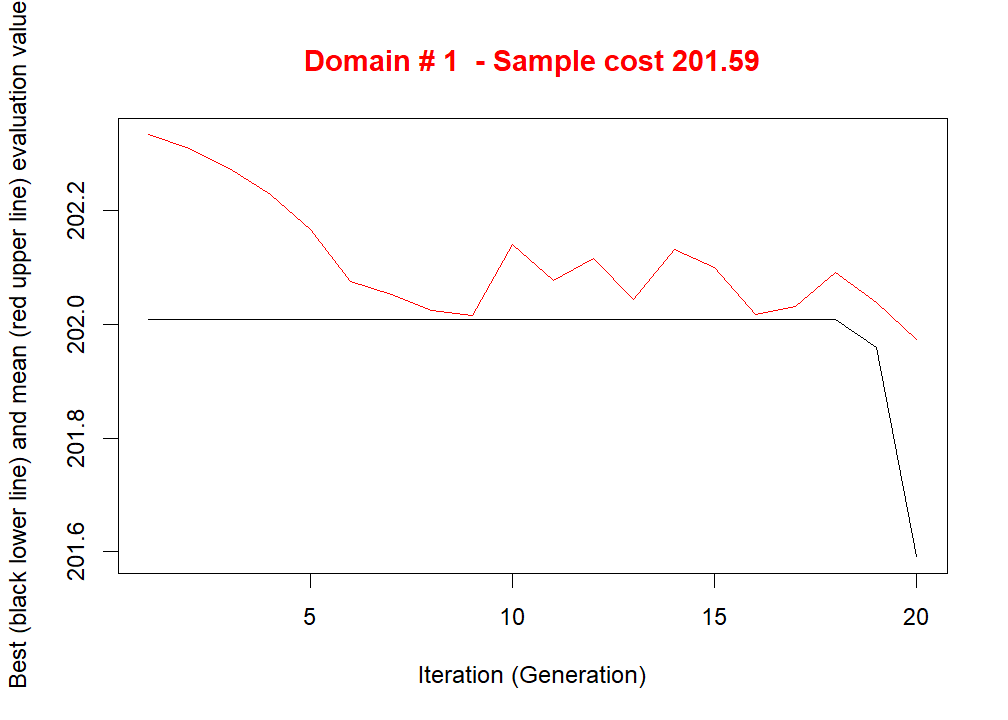 Domain # 1  - Sample cost 201.59
Best (black lower line) and mean (red upper line) evaluation value
202.2
202.0
201.8
201.6
5 10 15 20
Iteration (Generation)